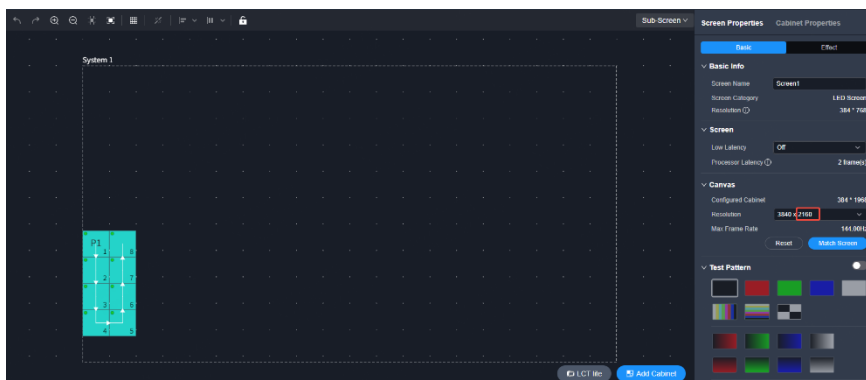 Sub-Screen
Screen Properties Cabinet Properties
Basic Effect
Basic Info
Screen Name Screen1
Screen Category LED Screen
Resolution 384 * 768
Screen
Low Latency Off
Processor Latency 2 frame(s)
Canvas
Configured Cabinet 384 * 1968
Resolution 3840 x 2160
Max Frame Rate 144.00Hz
Reset Match Screen
Test Pattern
System 1
P1
1 8
2 7
3 6
4 5
LCT file Add Cabinet